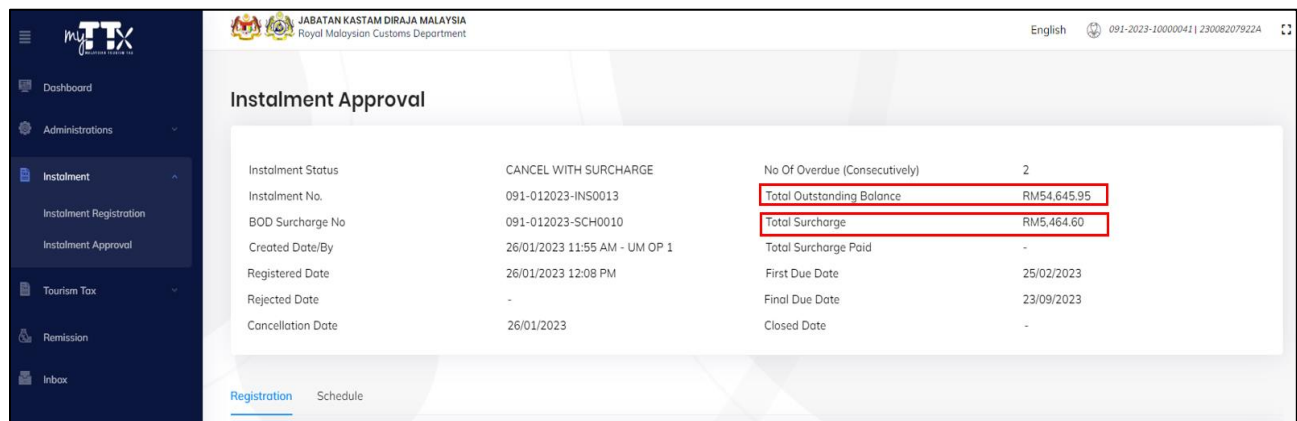 myTTX
MALAYSIAN TOURISM TAX
JABATAN KASTAM DIRAJA MALAYSIA
Royal Malaysian Customs Department
English
091-2023-10000041 | 23008207922A
Dashboard
Administrations
Instalment
Instalment Registration
Instalment Approval
Tourism Tax
Remission
Inbox
Instalment Approval
Instalment Status CANCEL WITH SURCHARGE No Of Overdue (Consecutively) 2
Instalment No. 091-012023-INS0013 Total Outstanding Balance RM54,645.95
BOD Surcharge No 091-012023-SCH0010 Total Surcharge RM5,464.60
Created Date/By 26/01/2023 11:55 AM - UM OP 1 Total Surcharge Paid -
Registered Date 26/01/2023 12:08 PM First Due Date 25/02/2023
Rejected Date - Final Due Date 23/09/2023
Cancellation Date 26/01/2023 Closed Date -
Registration Schedule